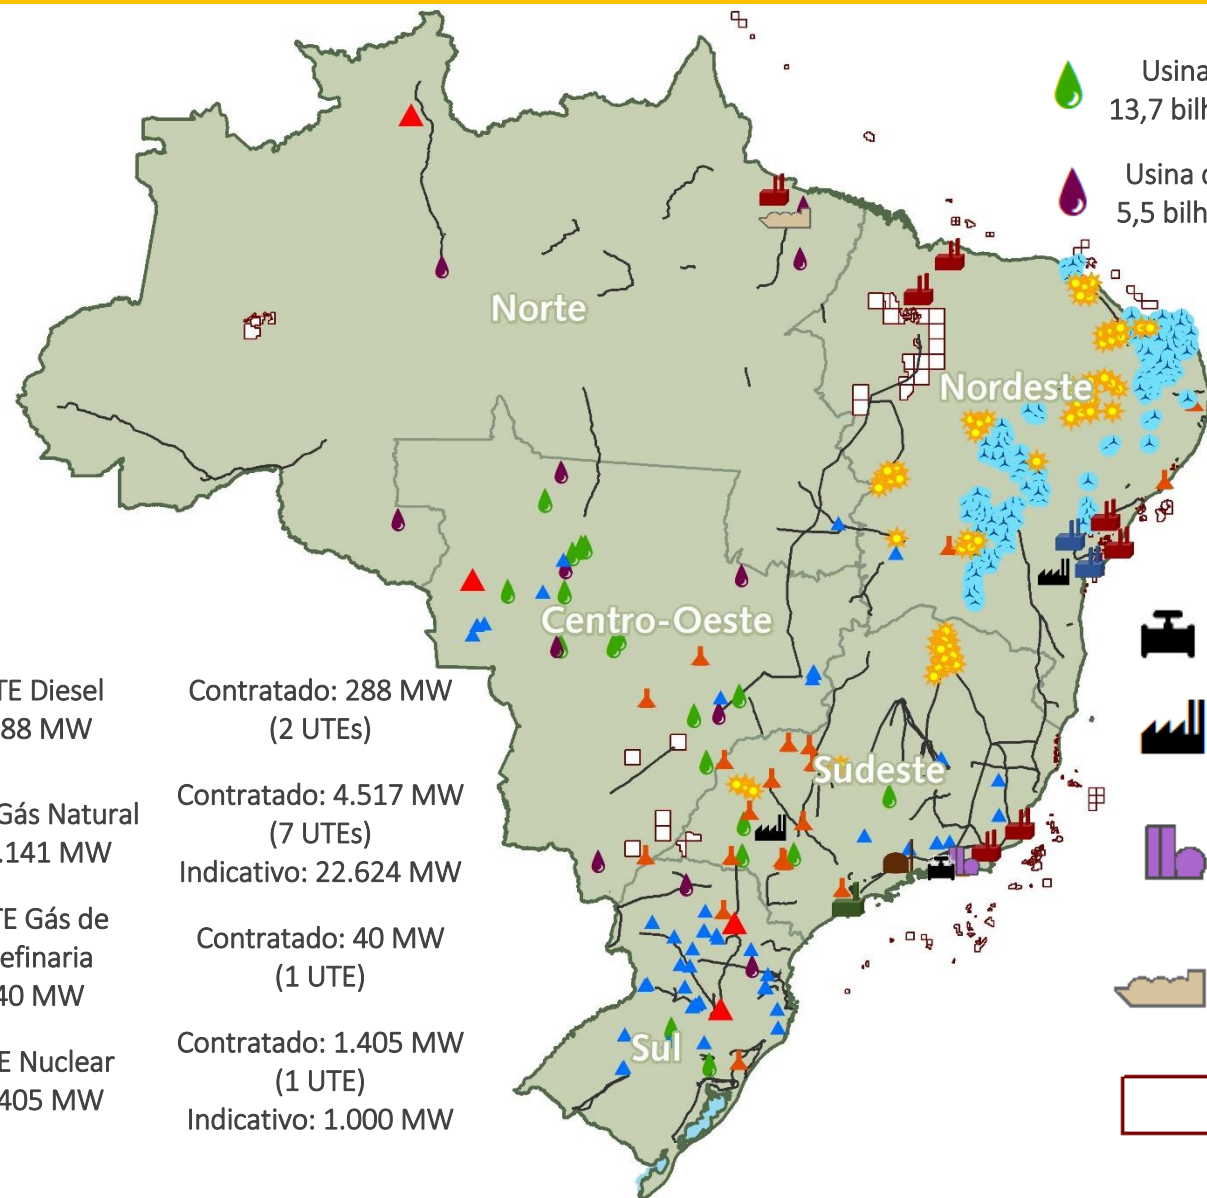 Usina
13,7 bilh
Usina d
5,5 bilh
Norte
Nordeste
Centro-Oeste
Sudeste
Sul
TE Diesel
88 MW
Contratado: 288 MW
(2 UTEs)
Gás Natural
.141 MW
Contratado: 4.517 MW
(7 UTEs)
Indicativo: 22.624 MW
TE Gás de
efinaria
40 MW
Contratado: 40 MW
(1 UTE)
E Nuclear
405 MW
Contratado: 1.405 MW
(1 UTE)
Indicativo: 1.000 MW